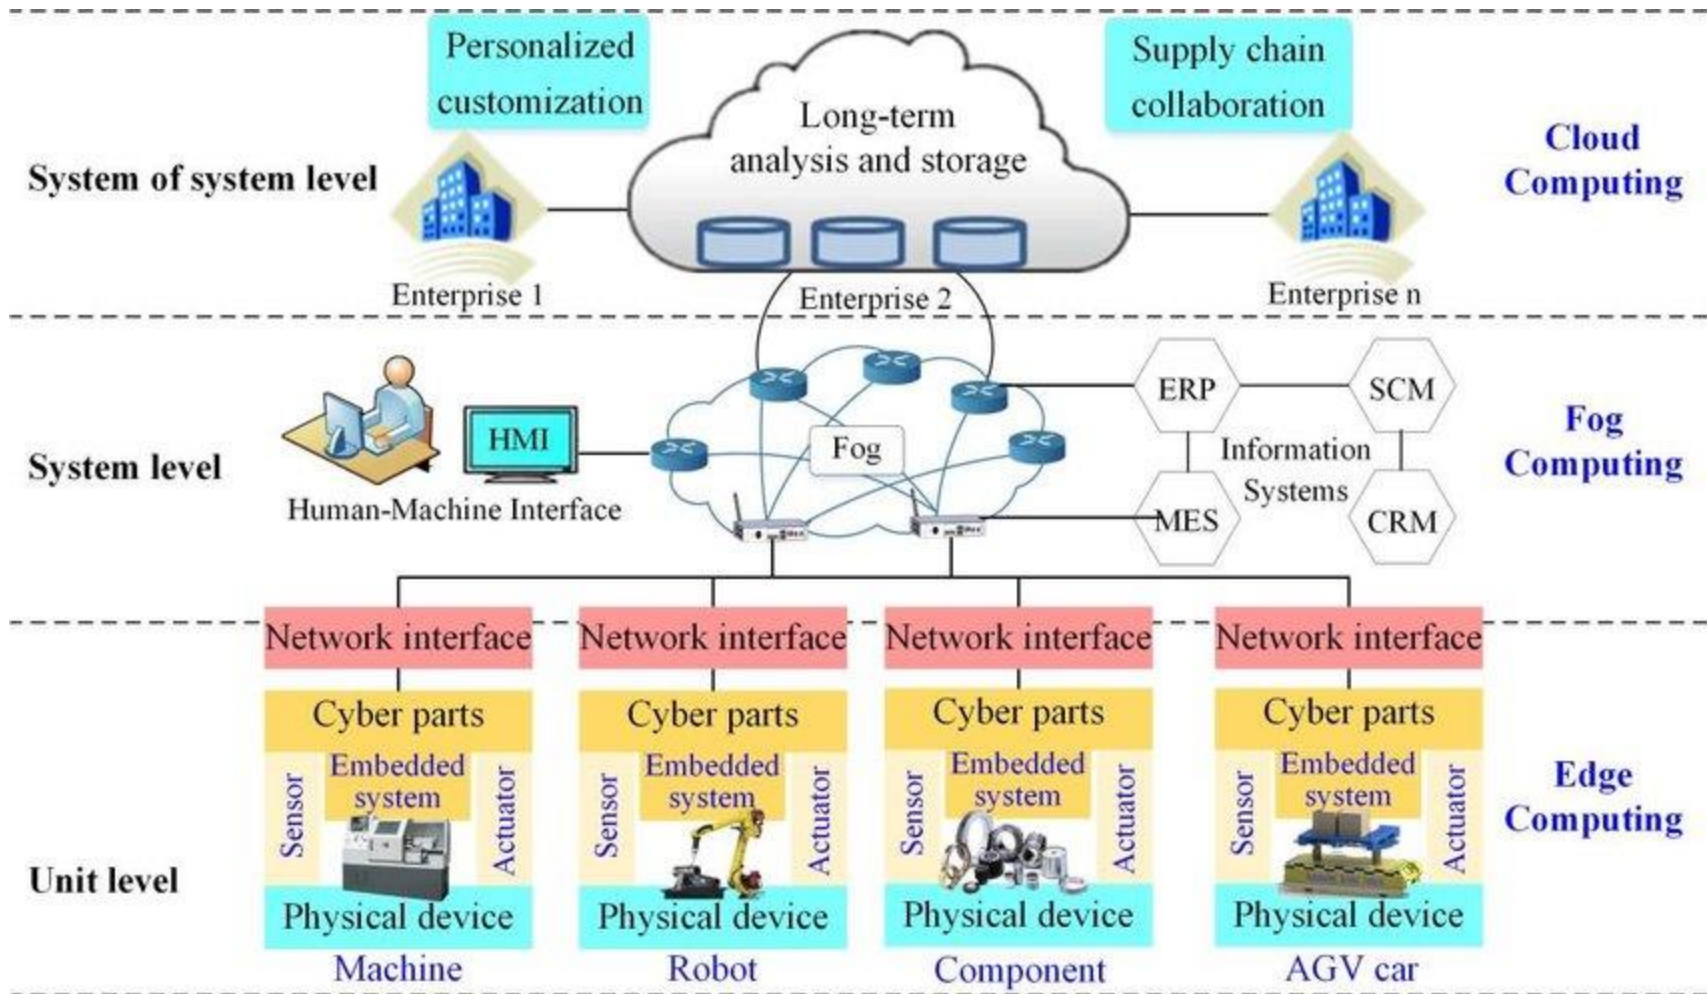 Personalized
customization
Supply chain
collaboration
Long-term
analysis and storage
Cloud
Computing
System of system level
Enterprise 1
Enterprise 2
Enterprise n
HMI
Human-Machine Interface
Fog
ERP
SCM
Information
Systems
MES
CRM
Fog
Computing
System level
Network interface
Network interface
Network interface
Network interface
Cyber parts
Cyber parts
Cyber parts
Cyber parts
Sensor
Embedded
system
Actuator
Sensor
Embedded
system
Actuator
Sensor
Embedded
system
Actuator
Sensor
Embedded
system
Actuator
Edge
Computing
Unit level
Physical device
Physical device
Physical device
Physical device
Machine
Robot
Component
AGV car